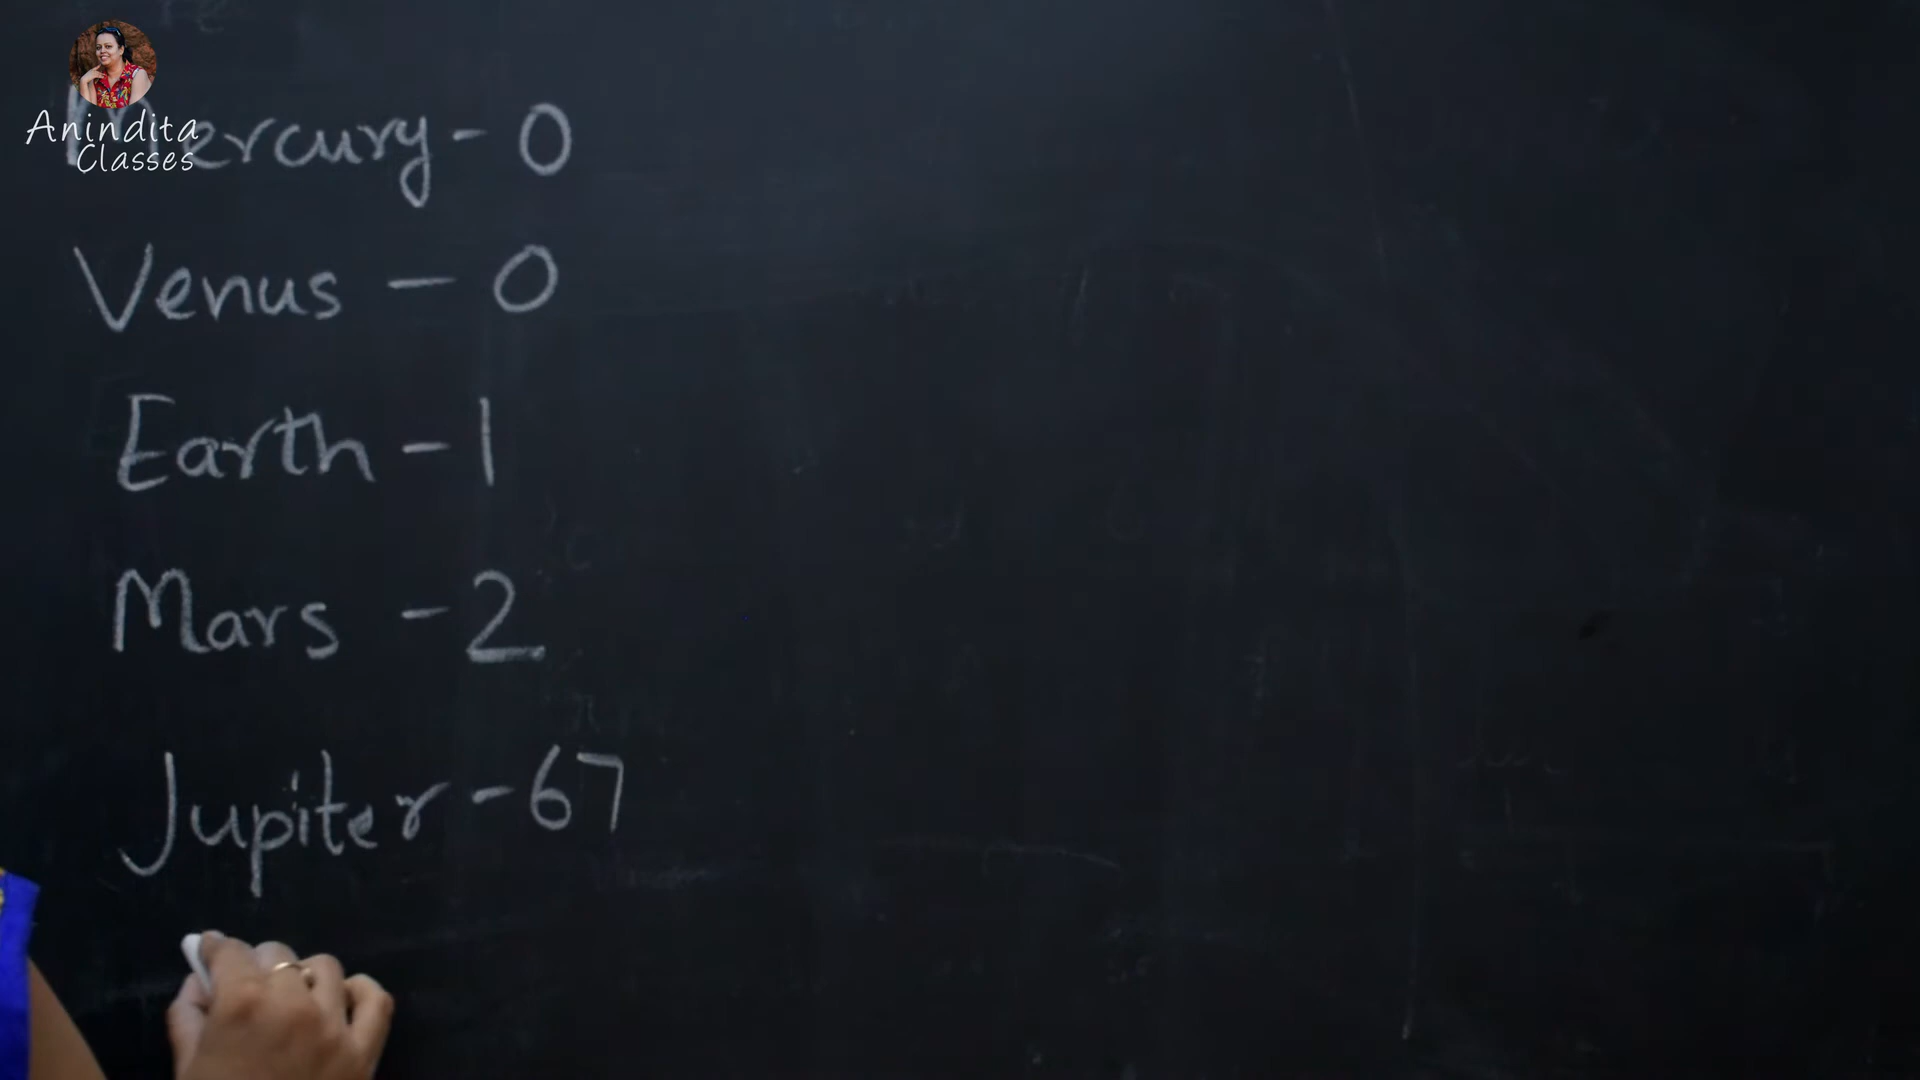 Anindita
Classes
Mercury - 0
Venus - 0
Earth - 1
Mars - 2
Jupiter - 67